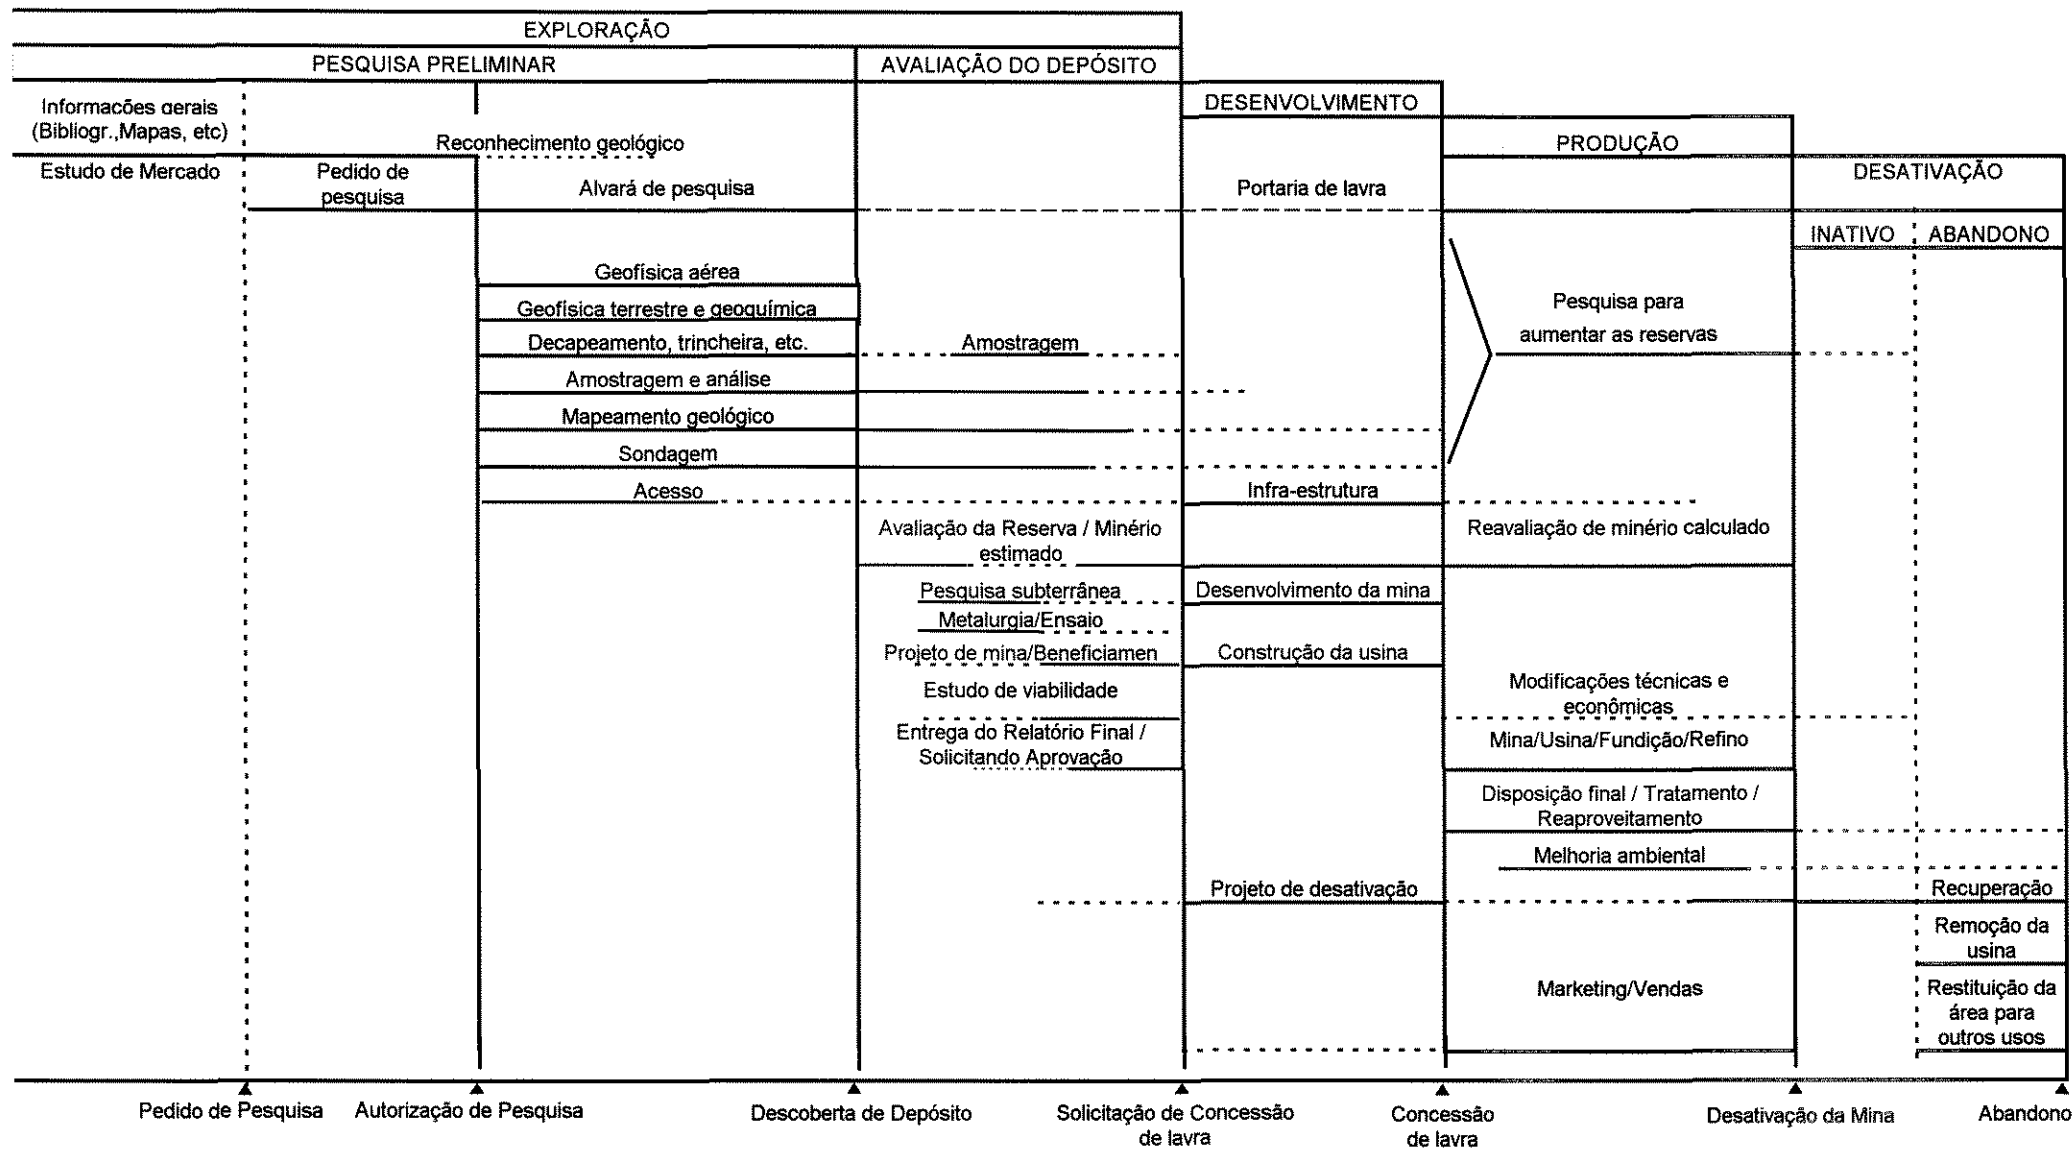 EXPLORAÇÃO
PESQUISA PRELIMINAR
AVALIAÇÃO DO DEPÓSITO
Informacões gerais
(Bibliogr.,Mapas, etc)
DESENVOLVIMENTO
Reconhecimento geológico
PRODUÇÃO
Estudo de Mercado
Pedido de
pesquisa
Alvará de pesquisa
Portaria de lavra
DESATIVAÇÃO
INATIVO
ABANDONO
Geofísica aérea
Geofísica terrestre e geoquímica
Pesquisa para
aumentar as reservas
Decapeamento, trincheira, etc.
Amostragem
Amostragem e análise
Mapeamento geológico
Sondagem
Acesso
Infra-estrutura
Avaliação da Reserva / Minério
estimado
Reavaliação de minério calculado
Pesquisa subterrânea
Desenvolvimento da mina
Metalurgia/Ensaio
Projeto de mina/Beneficiamen
Construção da usina
Estudo de viabilidade
Modificações técnicas e
econômicas
Entrega do Relatório Final /
Solicitando Aprovação
Mina/Usina/Fundição/Refino
Disposição final / Tratamento /
Reaproveitamento
Melhoria ambiental
Projeto de desativação
Recuperação
Remoção da
usina
Marketing/Vendas
Restituição da
área para
outros usos
Pedido de Pesquisa
Autorização de Pesquisa
Descoberta de Depósito
Solicitação de Concessão
de lavra
Concessão
de lavra
Desativação da Mina
Abandono